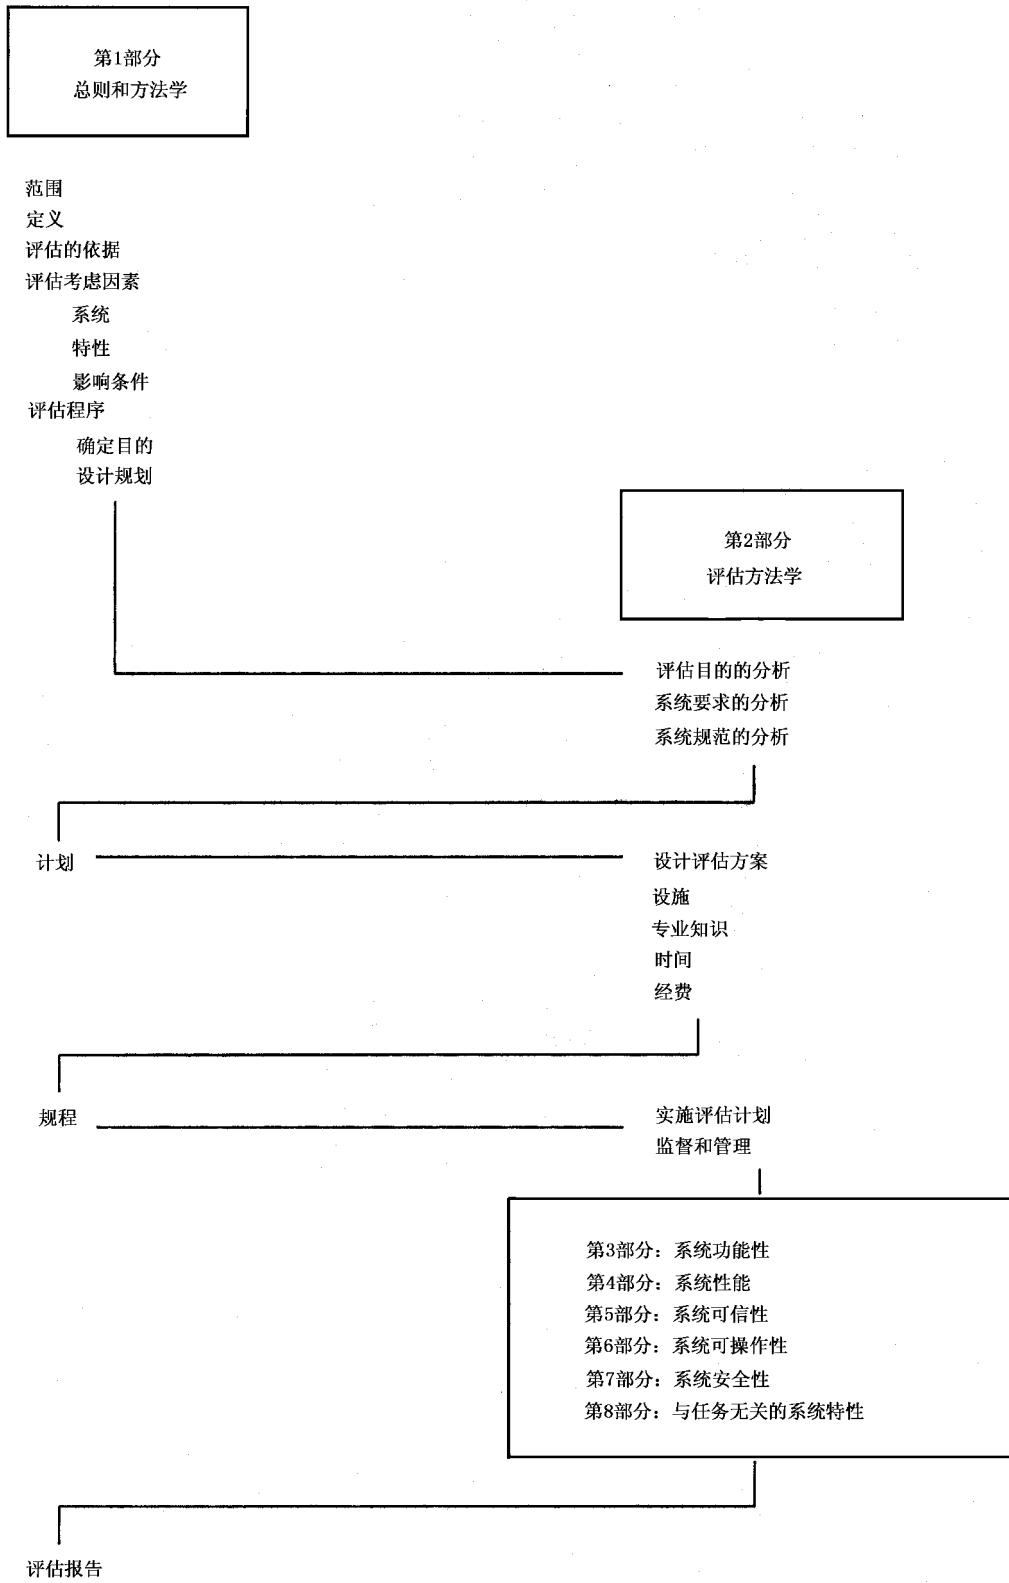 第1部分
总则和方法学
范围
定义
评估的依据
评估考虑因素
系统
特性
影响条件
评估程序
确定目的
设计规划
第2部分
评估方法学
评估目的的分析
系统要求的分析
系统规范的分析
计划
设计评估方案
设施
专业知识
时间
经费
规程
实施评估计划
监督和管理
第3部分：系统功能性
第4部分：系统性能
第5部分：系统可信性
第6部分：系统可操作性
第7部分：系统安全性
第8部分：与任务无关的系统特性
评估报告